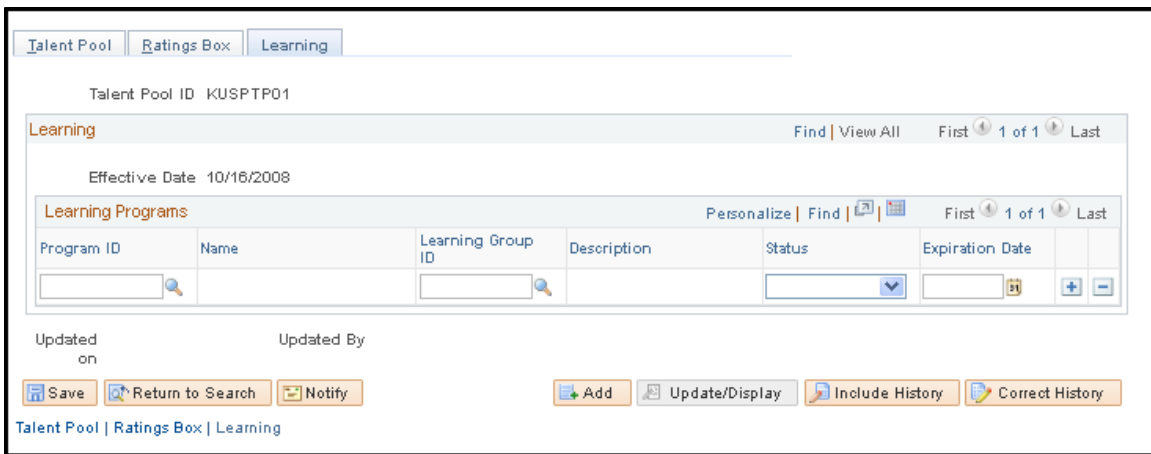 Talent Pool Ratings Box Learning
Talent Pool ID KUSPTP01
Learning Find | View All First 1 of 1 Last
Effective Date 10/16/2008
Learning Programs Personalize | Find | | First 1 of 1 Last
Program ID Name Learning Group ID Description Status Expiration Date
31
Updated on Updated By
Save Return to Search Notify Add Update/Display Include History Correct History
Talent Pool | Ratings Box | Learning